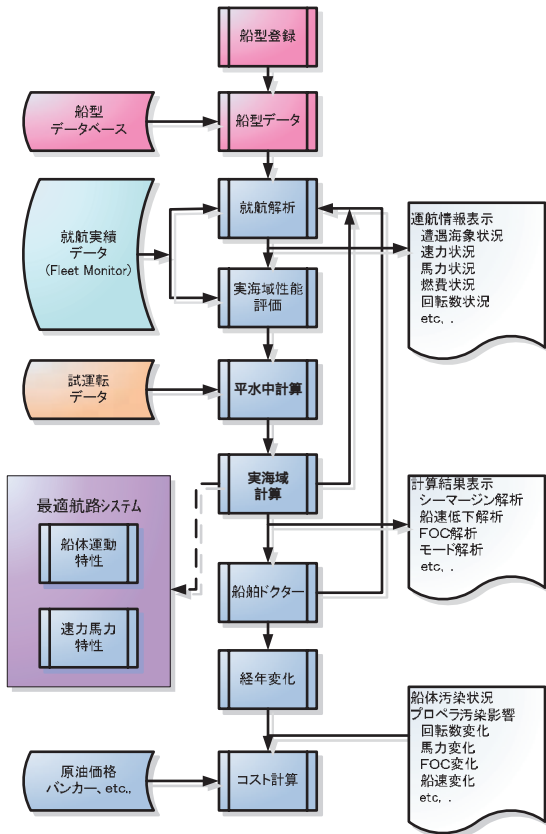 船型登録
船型
データベース
船型データ
就航解析
就航実績
データ
(Fleet Monitor)
運航情報表示
遭遇海象状況
速力状況
馬力状況
燃費状況
回転数状況
etc, .
実海域性能
評価
試運転
データ
平水中計算
実海域
計算
最適航路システム
船体運動
特性
速力馬力
特性
計算結果表示
シーマージン解析
船速低下解析
FOC解析
モード解析
etc, .
船舶ドクター
経年変化
船体汚染状況
プロペラ汚染影響
回転数変化
馬力変化
FOC変化
船速変化
etc, .
原油価格
バンカー、etc.,
コスト計算